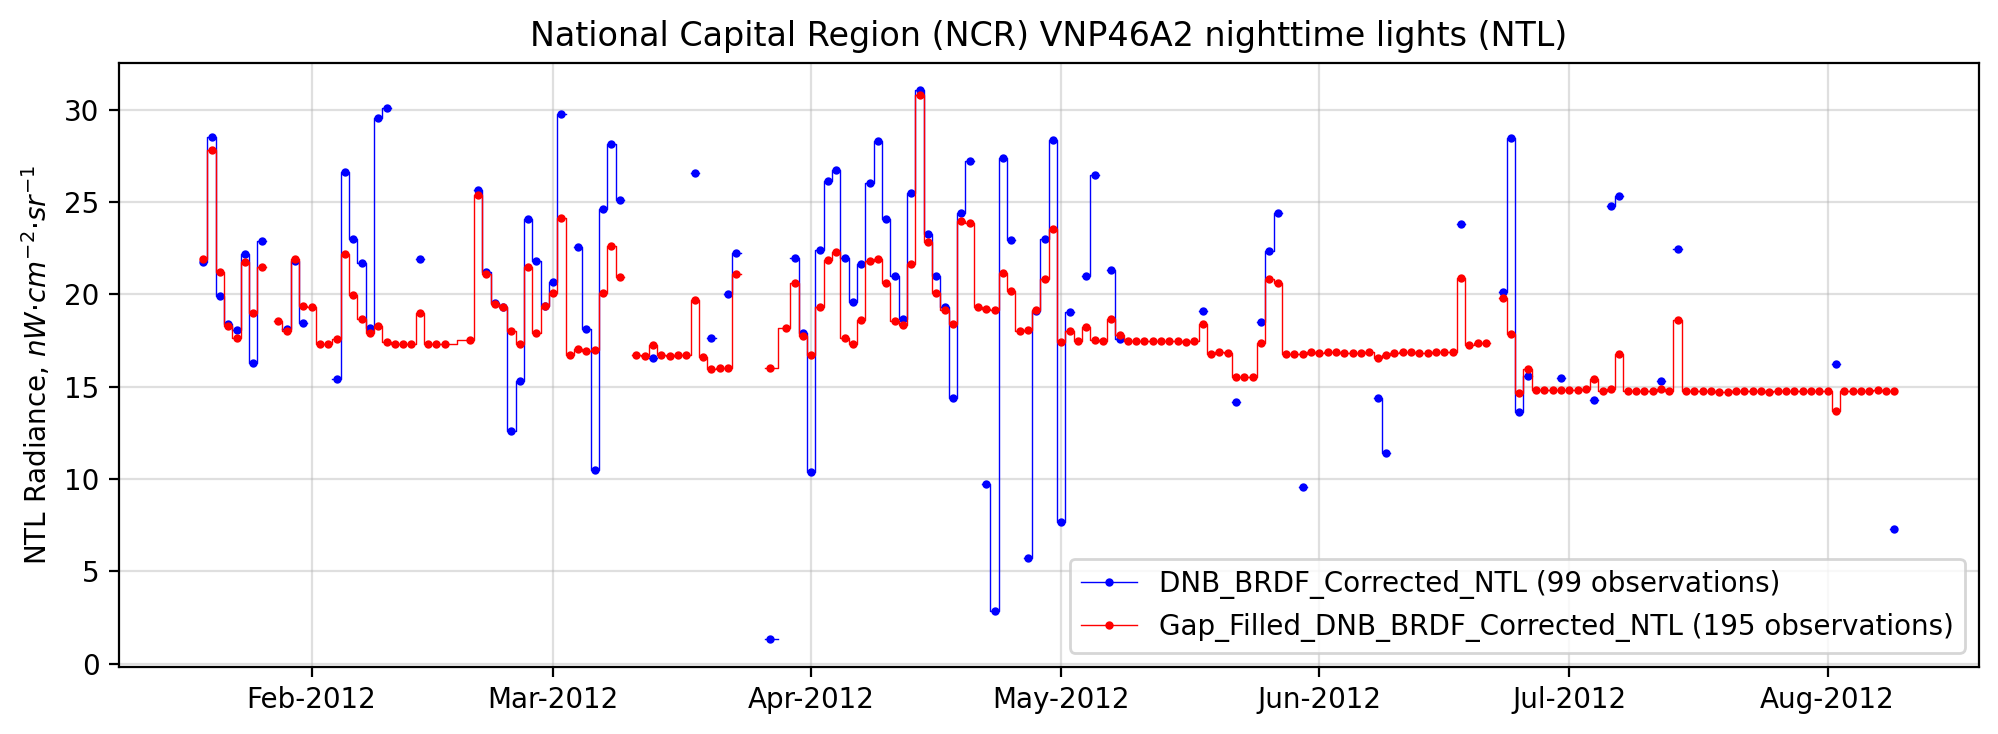 National Capital Region (NCR) VNP46A2 nighttime lights (NTL)
NTL Radiance, nW·cm⁻²·sr⁻¹
30
25
20
15
10
5
0
DNB_BRDF_Corrected_NTL (99 observations)
Gap_Filled_DNB_BRDF_Corrected_NTL (195 observations)
Feb-2012
Mar-2012
Apr-2012
May-2012
Jun-2012
Jul-2012
Aug-2012